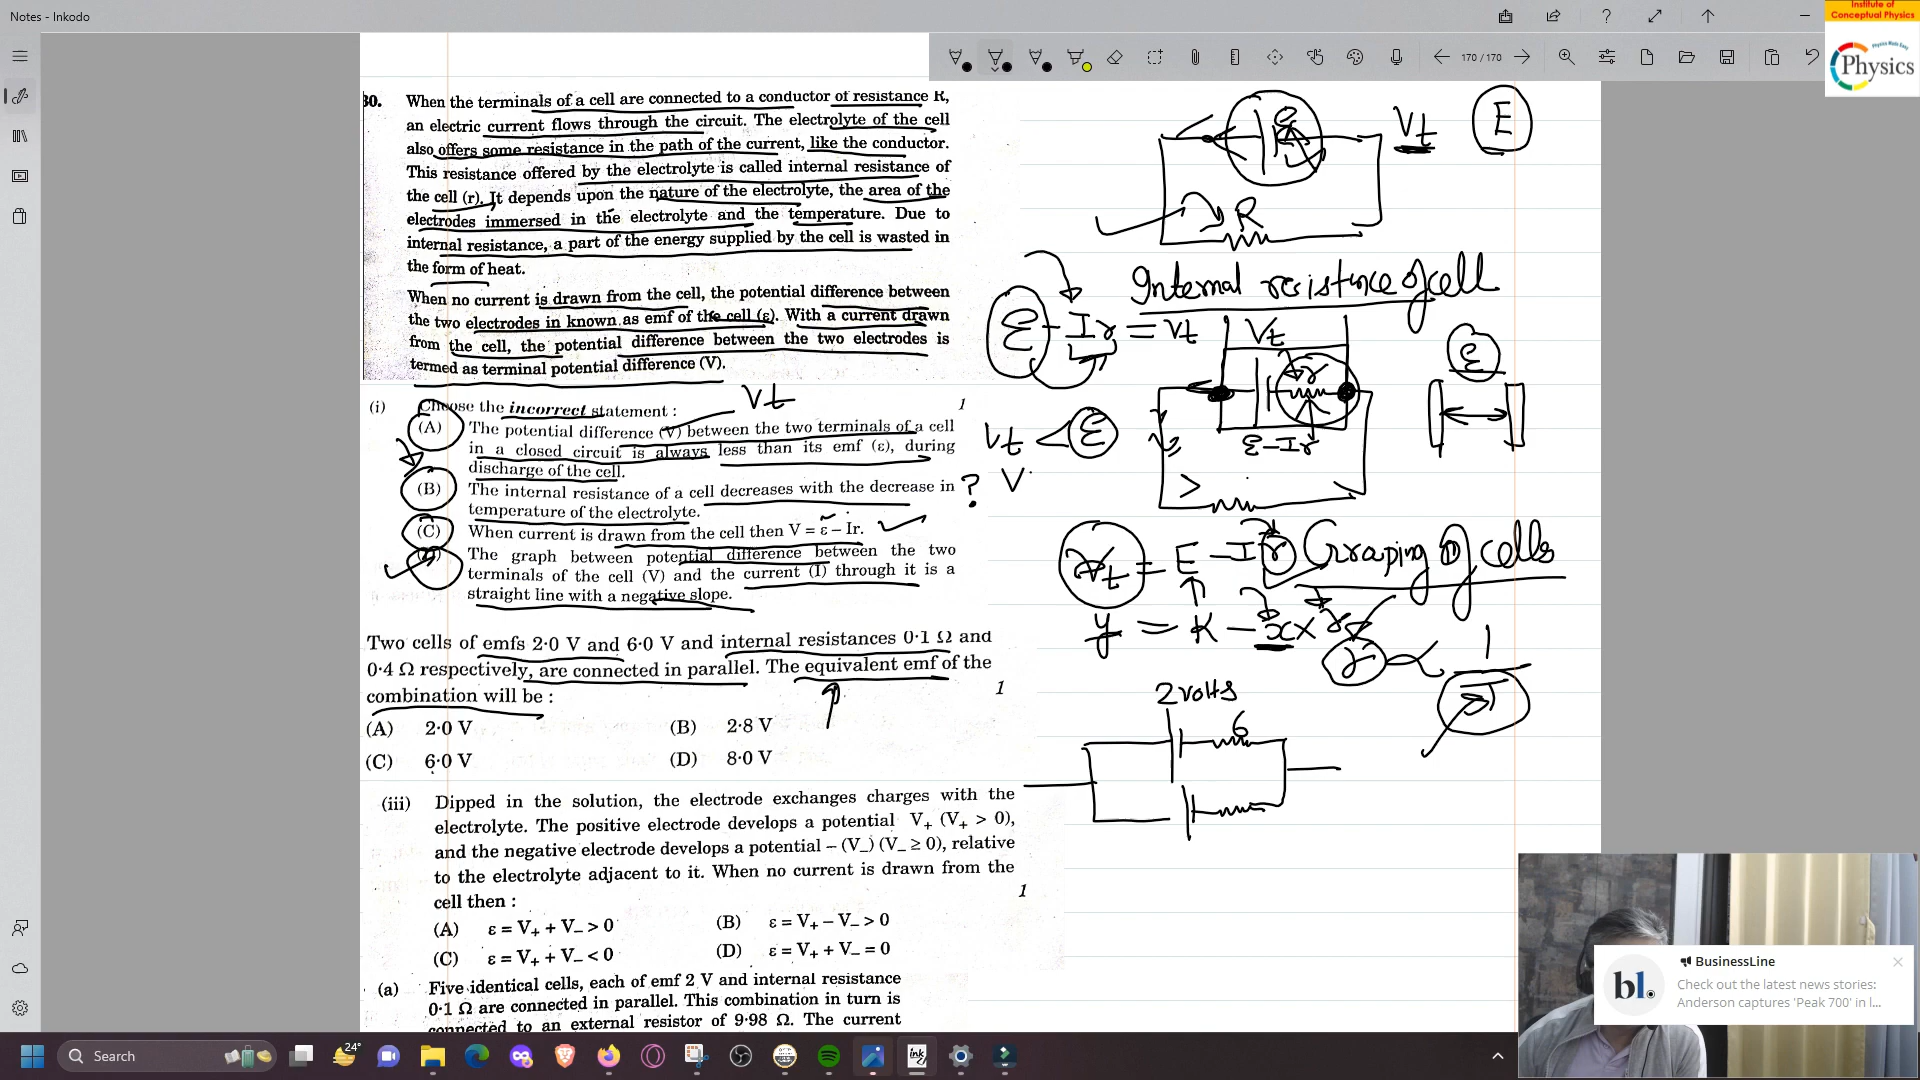 Notes - Inkodo
Institute of
Conceptual Physics
Physics Made Easy
Physics
170 / 170
30. When the terminals of a cell are connected to a conductor of resistance R,
an electric current flows through the circuit. The electrolyte of the cell
also offers some resistance in the path of the current, like the conductor.
This resistance offered by the electrolyte is called internal resistance of
the cell (r). It depends upon the nature of the electrolyte, the area of the
electrodes immersed in the electrolyte and the temperature. Due to
internal resistance, a part of the energy supplied by the cell is wasted in
the form of heat.
When no current is drawn from the cell, the potential difference between
the two electrodes in known as emf of the cell (ε). With a current drawn
from the cell, the potential difference between the two electrodes is
termed as terminal potential difference (V).
Vt
(i) Choose the incorrect statement : 1
(A) The potential difference (V) between the two terminals of a cell
in a closed circuit is always less than its emf (ε), during
discharge of the cell.
(B) The internal resistance of a cell decreases with the decrease in ?
temperature of the electrolyte.
(C) When current is drawn from the cell then V = ε – Ir.
The graph between potential difference between the two
terminals of the cell (V) and the current (I) through it is a
straight line with a negative slope.
Two cells of emfs 2·0 V and 6·0 V and internal resistances 0·1 Ω and
0·4 Ω respectively, are connected in parallel. The equivalent emf of the
combination will be : 1
(A) 2·0 V (B) 2·8 V
(C) 6·0 V (D) 8·0 V
(iii) Dipped in the solution, the electrode exchanges charges with the
electrolyte. The positive electrode develops a potential V₊ (V₊ > 0),
and the negative electrode develops a potential – (V₋) (V₋ ≥ 0), relative
to the electrolyte adjacent to it. When no current is drawn from the
cell then : 1
(A) ε = V₊ + V₋ > 0 (B) ε = V₊ – V₋ > 0
(C) ε = V₊ + V₋ < 0 (D) ε = V₊ + V₋ = 0
(a) Five identical cells, each of emf 2 V and internal resistance
0·1 Ω are connected in parallel. This combination in turn is
connected to an external resistor of 9·98 Ω. The current
Vt E
R
Internal resistance of cell
ε - Ir = Vt
Vt
r
ε
Vt < ε
ε - Ir
V
Vt = E - Ir Graping of cells
y = K - x x r
r ∝ 1
T
2 volts
6
BusinessLine
Check out the latest news stories:
Anderson captures 'Peak 700' in l...
bl.
Search
24°
ink